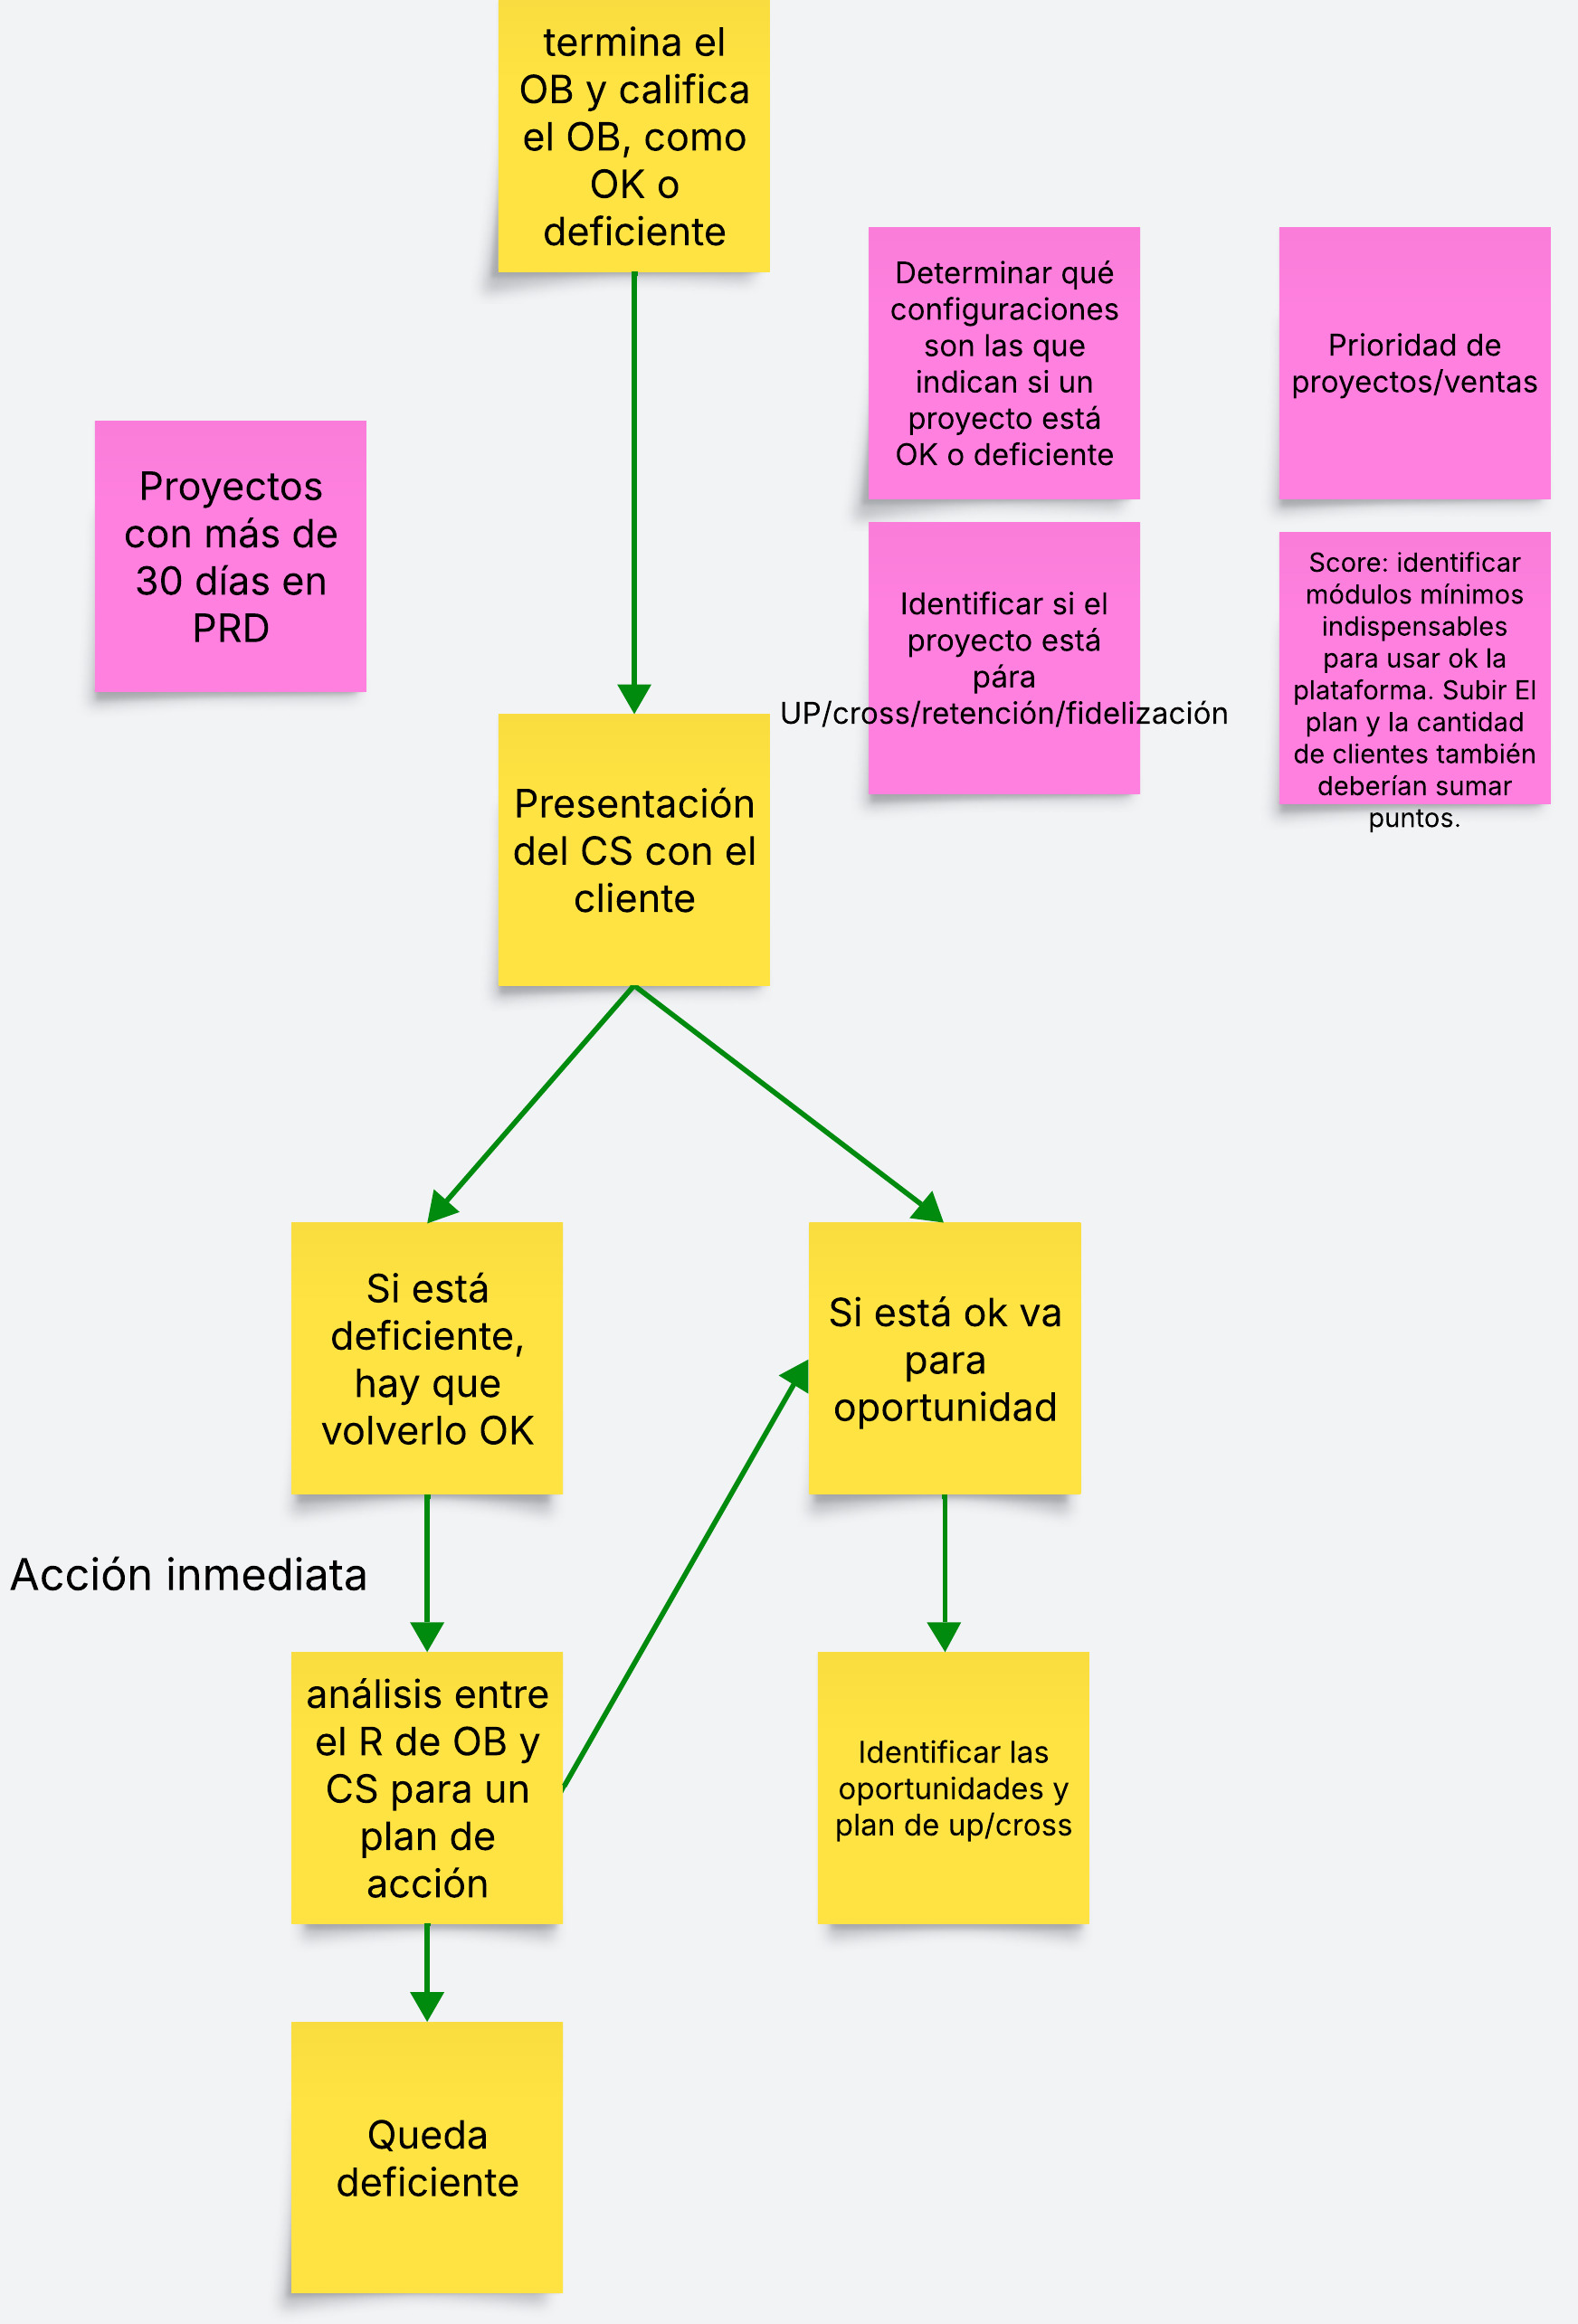 termina el
OB y califica
el OB, como
OK o
deficiente
Determinar qué
configuraciones
son las que
indican si un
proyecto está
OK o deficiente
Prioridad de
proyectos/ventas
Proyectos
con más de
30 días en
PRD
Identificar si el
proyecto está
pára
UP/cross/retención/fidelización
Score: identificar
módulos mínimos
indispensables
para usar ok la
plataforma. Subir El
plan y la cantidad
de clientes también
deberían sumar
puntos.
Presentación
del CS con el
cliente
Si está
deficiente,
hay que
volverlo OK
Si está ok va
para
oportunidad
Acción inmediata
análisis entre
el R de OB y
CS para un
plan de
acción
Identificar las
oportunidades y
plan de up/cross
Queda
deficiente